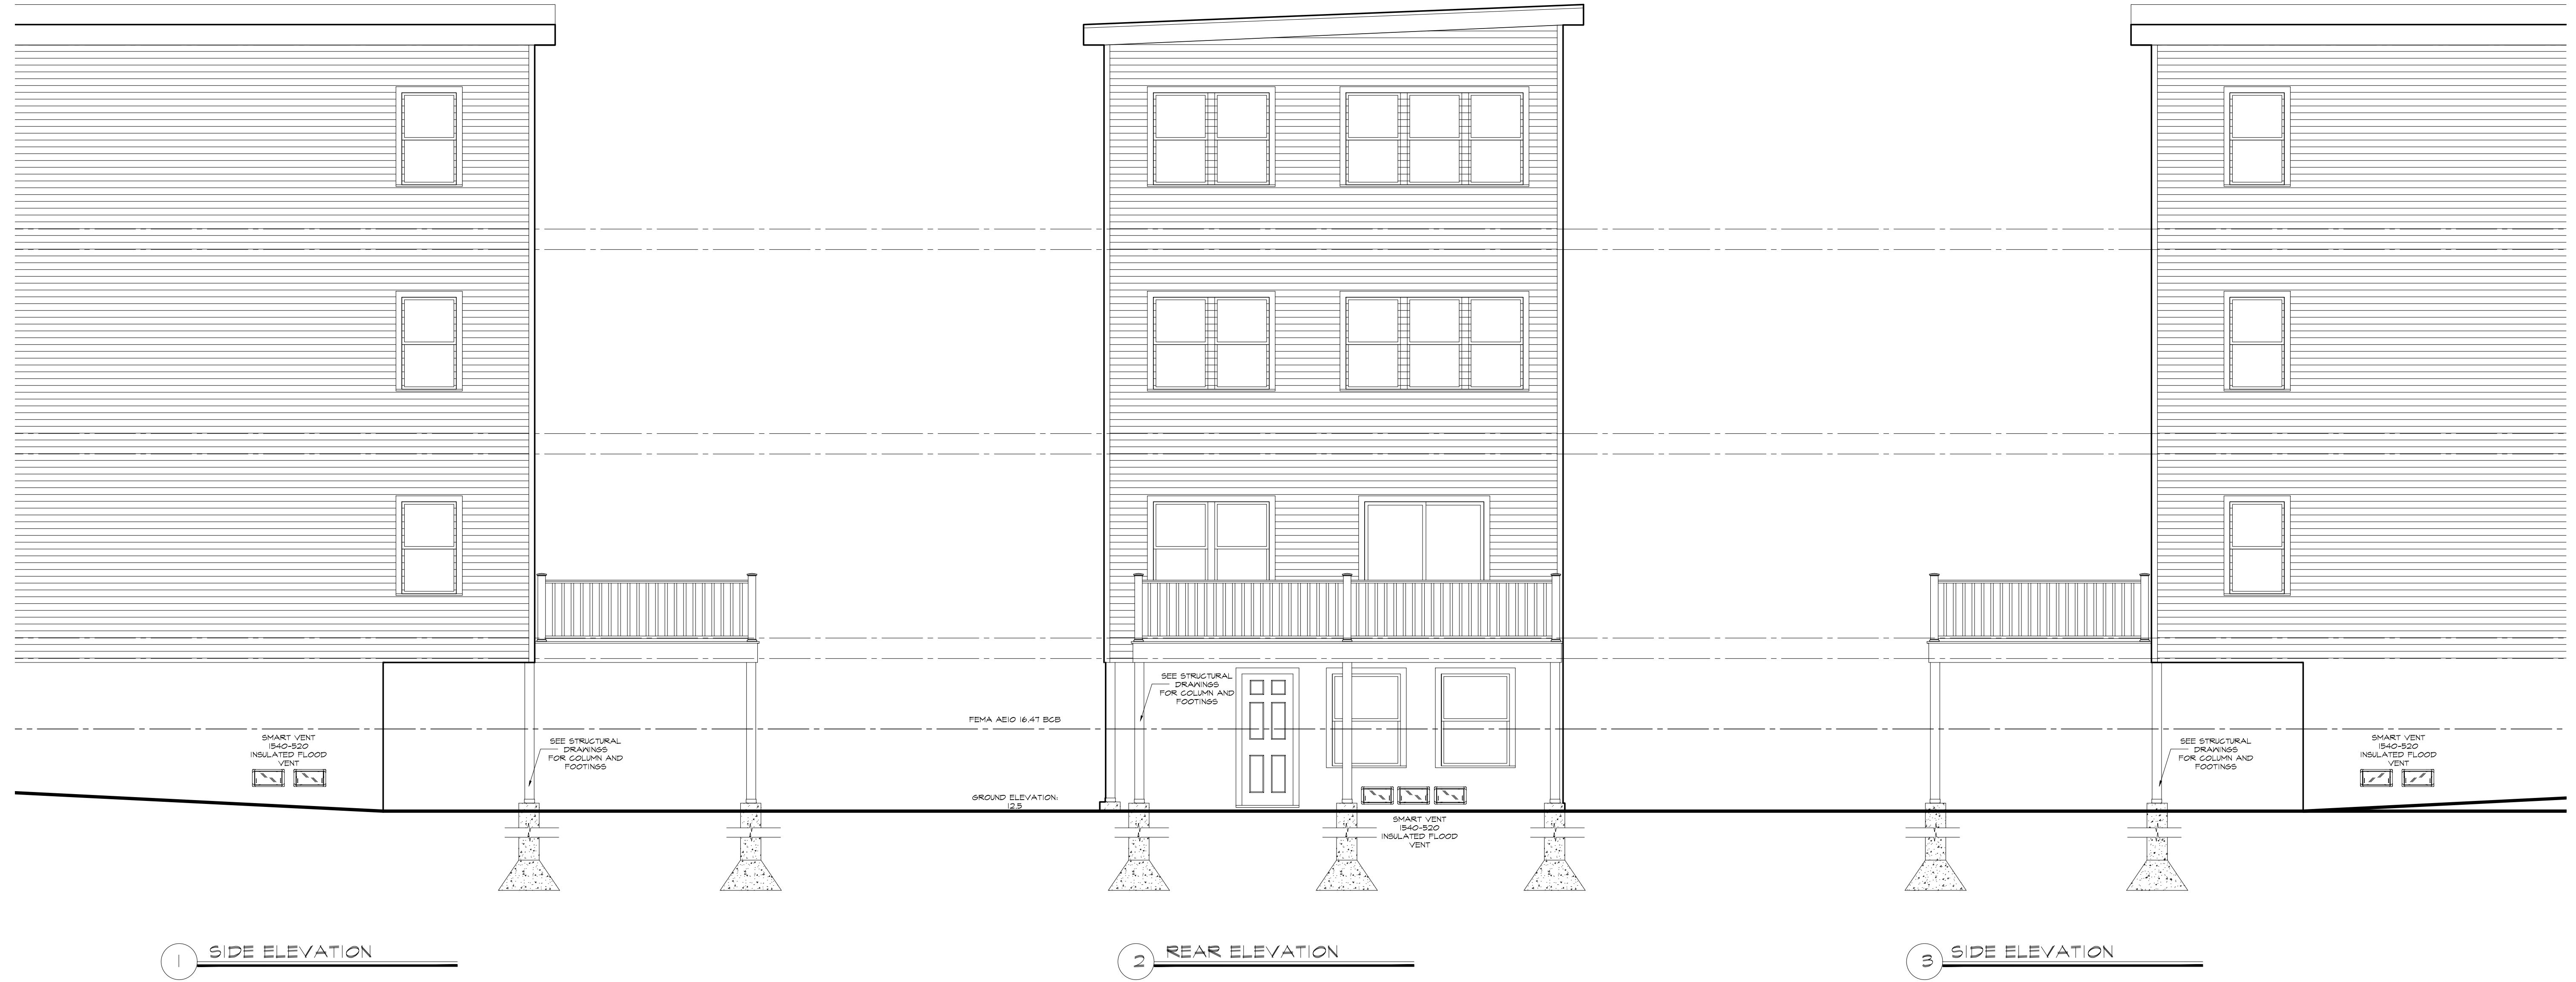 SMART VENT
1540-520
INSULATED FLOOD
VENT
SEE STRUCTURAL
DRAWINGS
FOR COLUMN AND
FOOTINGS
FEMA AE10 16.47 BCB
GROUND ELEVATION:
12.5
SEE STRUCTURAL
DRAWINGS
FOR COLUMN AND
FOOTINGS
SMART VENT
1540-520
INSULATED FLOOD
VENT
SEE STRUCTURAL
DRAWINGS
FOR COLUMN AND
FOOTINGS
SMART VENT
1540-520
INSULATED FLOOD
VENT
1 SIDE ELEVATION
2 REAR ELEVATION
3 SIDE ELEVATION